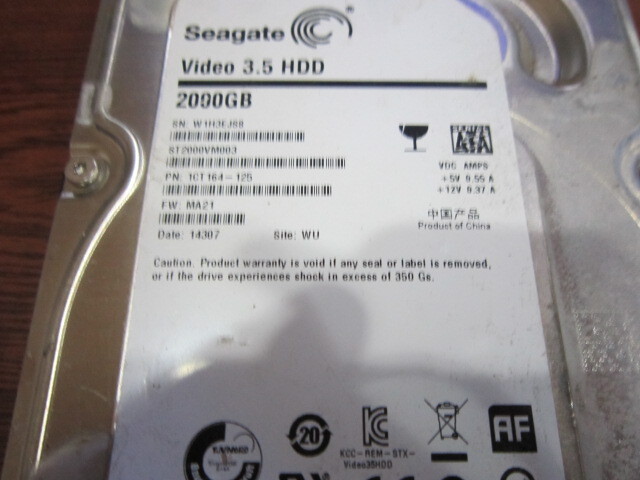 Seagate
Video 3.5 HDD
2000GB
SN: W1H3EJS8
ST2000VM003
PN: 1CT164-125
FW: MA21
Date: 14307 Site: WU
SERIAL
SATA
VDC AMPS
+5V 0.55 A
+12V 0.37 A
中国产品
Product of China
Caution. Product warranty is void if any seal or label is removed,
or if the drive experiences shock in excess of 350 Gs.
20
KCC-REM-STX-
Video35HDD
AF